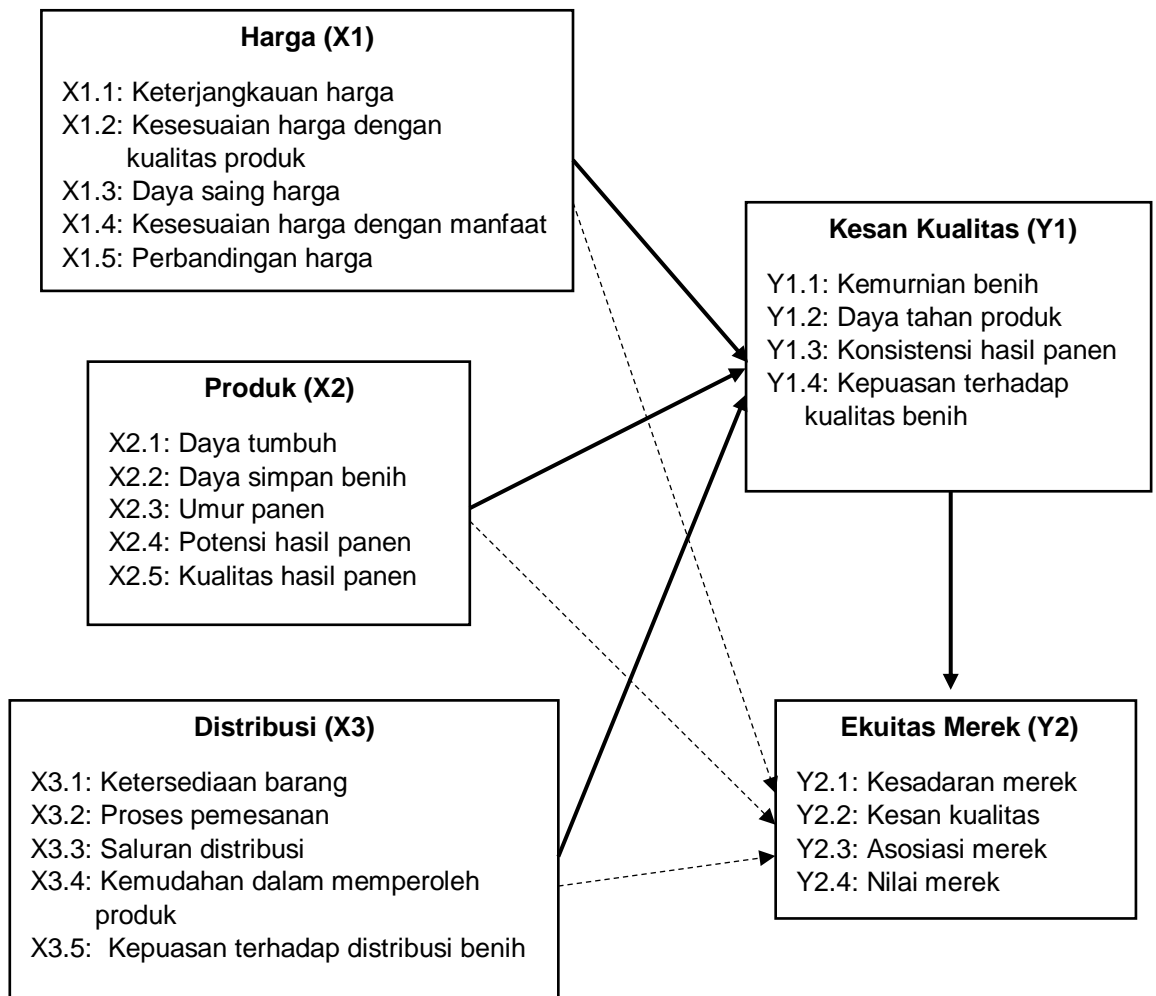 Harga (X1)
X1.1: Keterjangkauan harga
X1.2: Kesesuaian harga dengan
kualitas produk
X1.3: Daya saing harga
X1.4: Kesesuaian harga dengan manfaat
X1.5: Perbandingan harga
Kesan Kualitas (Y1)
Y1.1: Kemurnian benih
Y1.2: Daya tahan produk
Y1.3: Konsistensi hasil panen
Y1.4: Kepuasan terhadap
kualitas benih
Produk (X2)
X2.1: Daya tumbuh
X2.2: Daya simpan benih
X2.3: Umur panen
X2.4: Potensi hasil panen
X2.5: Kualitas hasil panen
Distribusi (X3)
X3.1: Ketersediaan barang
X3.2: Proses pemesanan
X3.3: Saluran distribusi
X3.4: Kemudahan dalam memperoleh
produk
X3.5: Kepuasan terhadap distribusi benih
Ekuitas Merek (Y2)
Y2.1: Kesadaran merek
Y2.2: Kesan kualitas
Y2.3: Asosiasi merek
Y2.4: Nilai merek